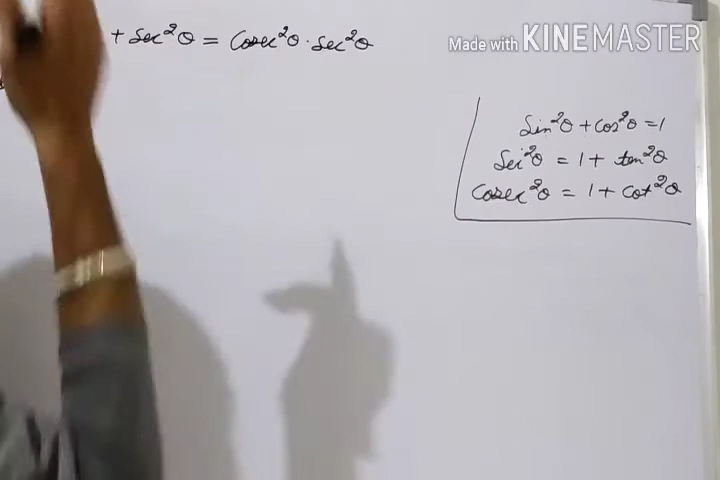 + Sec²θ = Cosec²θ · Sec²θ
Made with KINEMASTER
Sin²θ + Cos²θ = 1
Sec²θ = 1 + tan²θ
Cosec²θ = 1 + Cot²θ